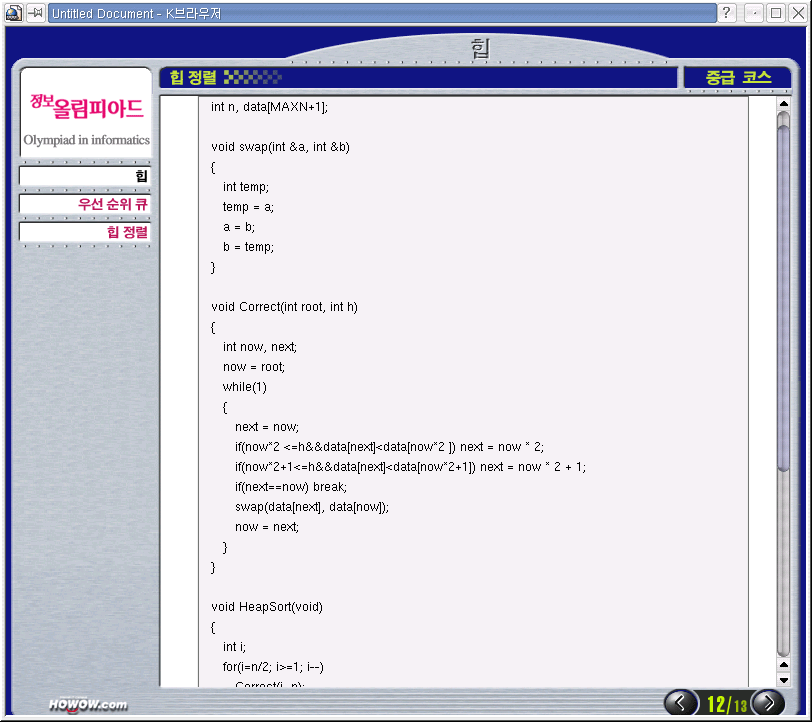 Untitled Document - K브라우저
힙
힙 정렬
중급 코스
정보올림피아드
Olympiad in informatics
힙
우선 순위 큐
힙 정렬
int n, data[MAXN+1];
void swap(int &a, int &b)
{
int temp;
temp = a;
a = b;
b = temp;
}
void Correct(int root, int h)
{
int now, next;
now = root;
while(1)
{
next = now;
if(now*2 <=h&&data[next]<data[now*2 ]) next = now * 2;
if(now*2+1<=h&&data[next]<data[now*2+1]) next = now * 2 + 1;
if(next==now) break;
swap(data[next], data[now]);
now = next;
}
}
void HeapSort(void)
{
int i;
for(i=n/2; i>=1; i--)
Correct(i, n);
HOWOW.com
12/13